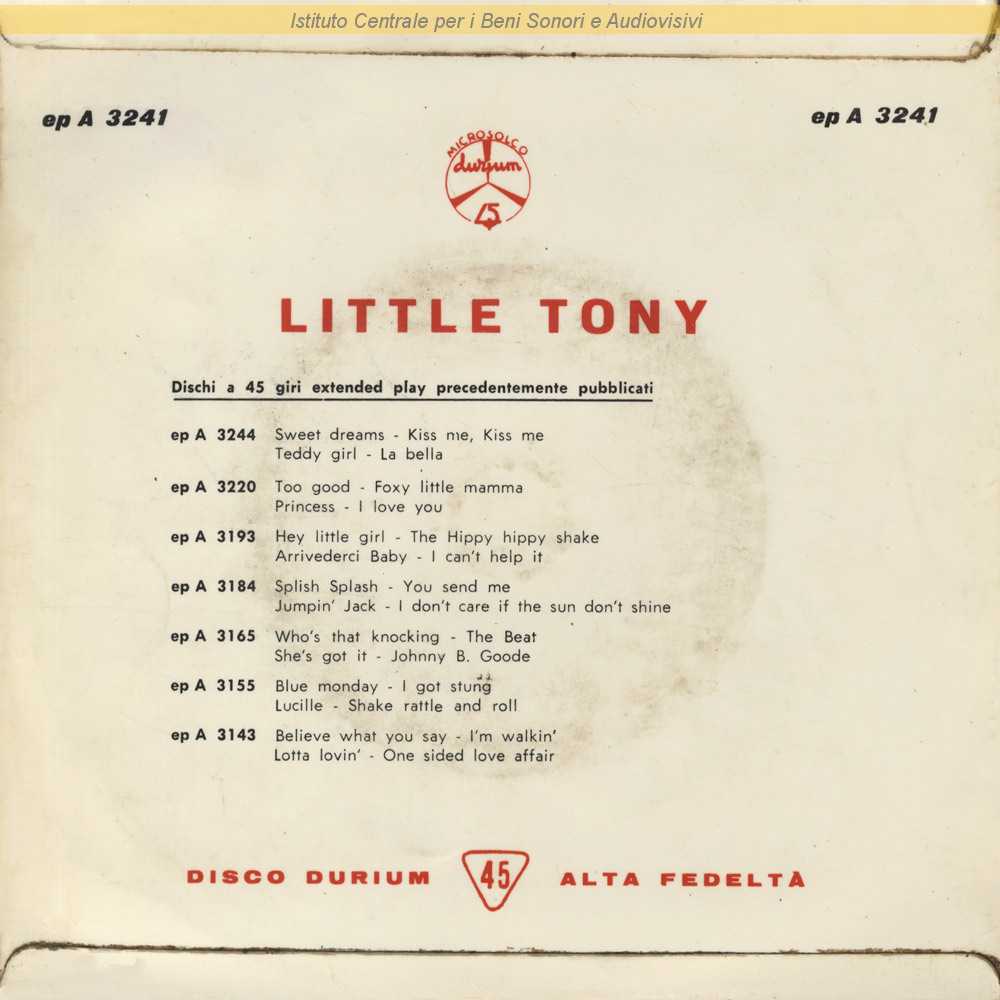 Istituto Centrale per i Beni Sonori e Audiovisivi
ep A 3241
ep A 3241
MICROSOLCO
durium
45
LITTLE TONY
Dischi a 45 giri extended play precedentemente pubblicati
ep A 3244 Sweet dreams - Kiss me, Kiss me
Teddy girl - La bella
ep A 3220 Too good - Foxy little mamma
Princess - I love you
ep A 3193 Hey little girl - The Hippy hippy shake
Arrivederci Baby - I can't help it
ep A 3184 Splish Splash - You send me
Jumpin' Jack - I don't care if the sun don't shine
ep A 3165 Who's that knocking - The Beat
She's got it - Johnny B. Goode
ep A 3155 Blue monday - I got stung
Lucille - Shake rattle and roll
ep A 3143 Believe what you say - I'm walkin'
Lotta lovin' - One sided love affair
DISCO DURIUM 45 ALTA FEDELTÀ